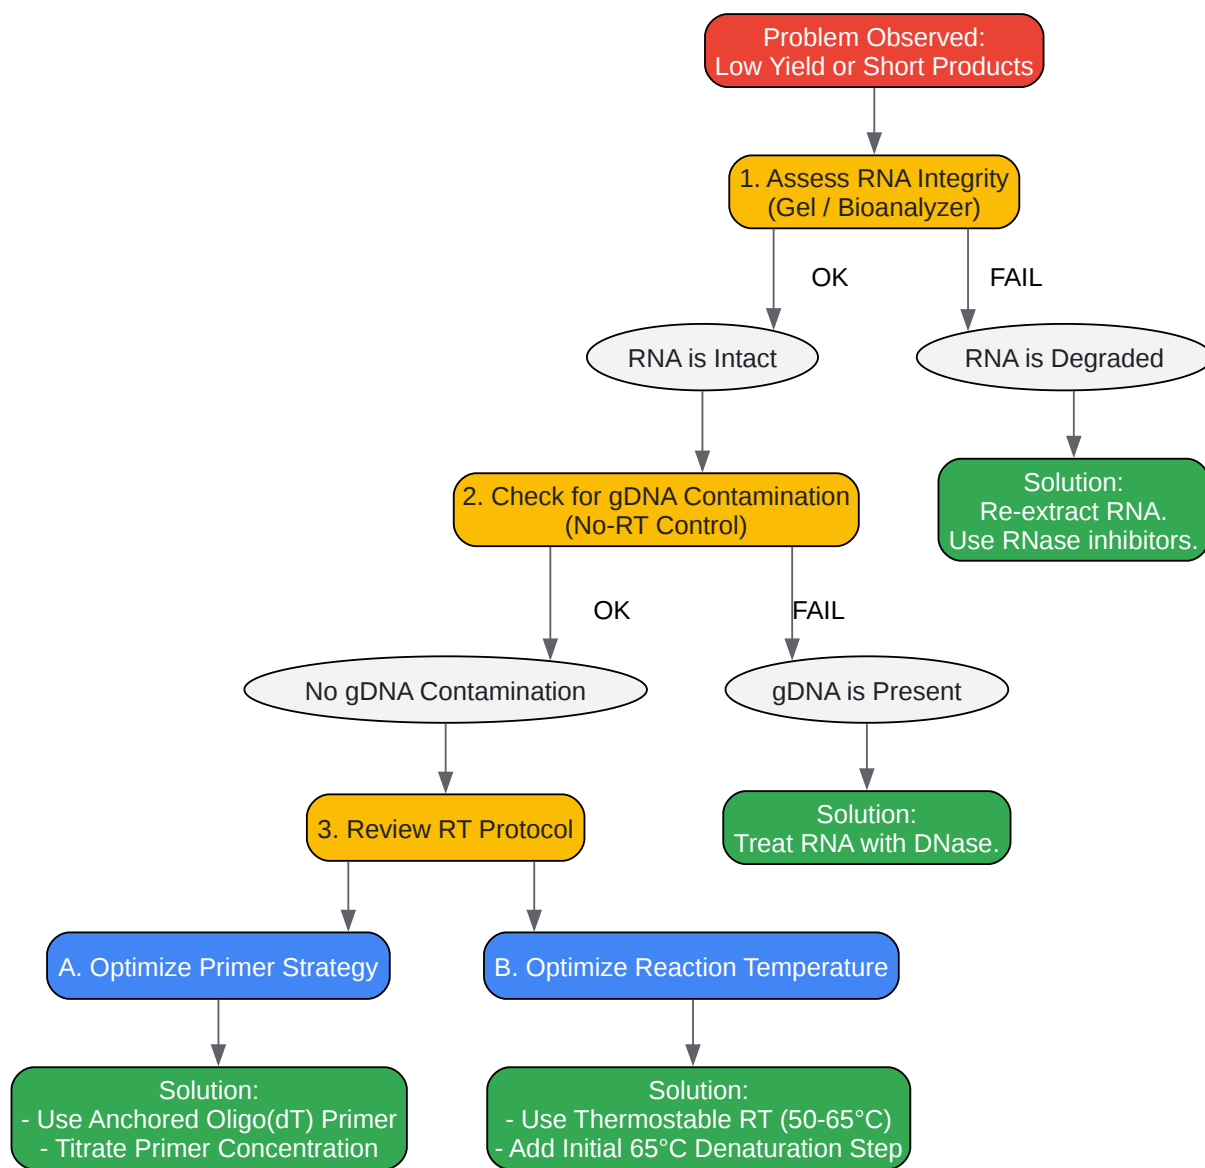 Problem Observed:
Low Yield or Short Products
1. Assess RNA Integrity
(Gel / Bioanalyzer)
OK
FAIL
RNA is Intact
RNA is Degraded
2. Check for gDNA Contamination
(No-RT Control)
Solution:
Re-extract RNA.
Use RNase inhibitors.
OK
FAIL
No gDNA Contamination
gDNA is Present
3. Review RT Protocol
Solution:
Treat RNA with DNase.
A. Optimize Primer Strategy
B. Optimize Reaction Temperature
Solution:
- Use Anchored Oligo(dT) Primer
- Titrate Primer Concentration
Solution:
- Use Thermostable RT (50-65°C)
- Add Initial 65°C Denaturation Step